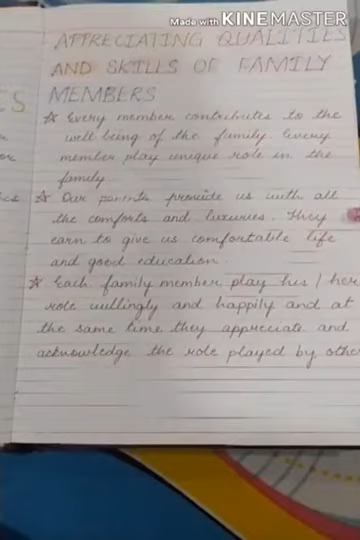 Made with KINEMASTER
APPRECIATING QUALITIES
AND SKILLS OF FAMILY
MEMBERS
☆ Every member contributes to the
well being of the family. Every
member play unique role in the
family.
☆ Our parents provide us with all
the comforts and luxuries. They
earn to give us comfortable life
and good education.
☆ Each family member play his / her
role willingly and happily and at
the same time they appreciate and
acknowledge the role played by other